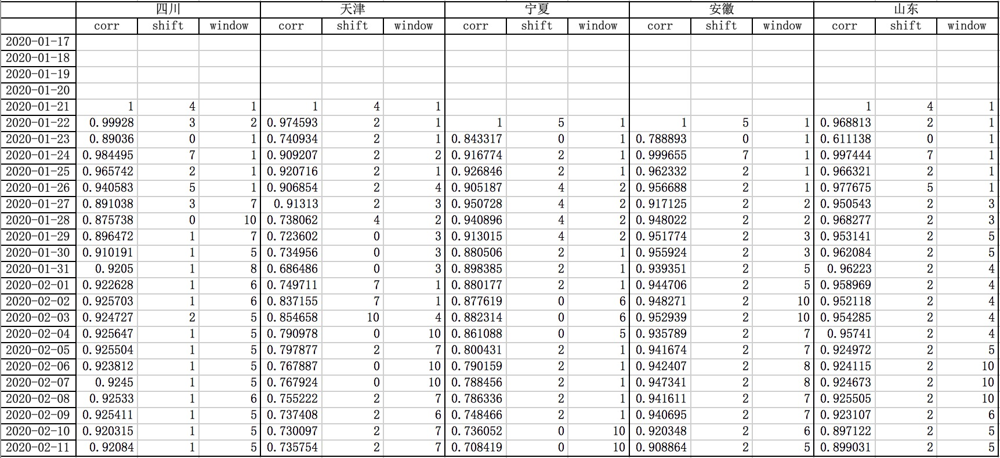 四川 天津 宁夏 安徽 山东
corr shift window corr shift window corr shift window corr shift window corr shift window
2020-01-17
2020-01-18
2020-01-19
2020-01-20
2020-01-21 1 4 1 1 4 1 1 4 1
2020-01-22 0.99928 3 2 0.974593 2 1 1 5 1 1 5 1 0.968813 2 1
2020-01-23 0.89036 0 1 0.740934 2 1 0.843317 0 1 0.788893 0 1 0.611138 0 1
2020-01-24 0.984495 7 1 0.909207 2 2 0.916774 2 1 0.999655 7 1 0.997444 7 1
2020-01-25 0.965742 2 1 0.920716 2 1 0.926846 2 1 0.962332 2 1 0.966321 2 1
2020-01-26 0.940583 5 1 0.906854 2 4 0.905187 4 2 0.956688 2 1 0.977675 5 1
2020-01-27 0.891038 3 7 0.91313 2 3 0.950728 4 2 0.917125 2 2 0.950543 2 3
2020-01-28 0.875738 0 10 0.738062 4 2 0.940896 4 2 0.948022 2 2 0.968277 2 3
2020-01-29 0.896472 1 7 0.723602 0 3 0.913015 4 2 0.951774 2 3 0.953141 2 5
2020-01-30 0.910191 1 5 0.734956 0 3 0.880506 2 1 0.955924 2 3 0.962084 2 5
2020-01-31 0.9205 1 8 0.686486 0 3 0.898385 2 1 0.939351 2 5 0.96223 2 4
2020-02-01 0.922628 1 6 0.749711 7 1 0.880177 2 1 0.944706 2 5 0.958969 2 4
2020-02-02 0.925703 1 6 0.837155 7 1 0.877619 0 6 0.948271 2 10 0.952118 2 4
2020-02-03 0.924727 2 5 0.854658 10 4 0.882314 0 6 0.952939 2 10 0.954285 2 4
2020-02-04 0.925647 1 5 0.790978 0 10 0.861088 0 5 0.935789 2 7 0.95741 2 4
2020-02-05 0.925504 1 5 0.797877 2 7 0.800431 2 1 0.941674 2 7 0.924972 2 5
2020-02-06 0.923812 1 5 0.767887 0 10 0.790159 2 1 0.942407 2 8 0.924115 2 10
2020-02-07 0.9245 1 5 0.767924 0 10 0.788456 2 1 0.947341 2 8 0.924673 2 10
2020-02-08 0.92533 1 6 0.755222 2 7 0.786336 2 1 0.941611 2 7 0.925505 2 10
2020-02-09 0.925411 1 5 0.737408 2 6 0.748466 2 1 0.940695 2 7 0.923107 2 6
2020-02-10 0.920315 1 5 0.730097 2 7 0.736052 0 10 0.920348 2 6 0.897122 2 5
2020-02-11 0.92084 1 5 0.735754 2 7 0.708419 0 10 0.908864 2 5 0.899031 2 5